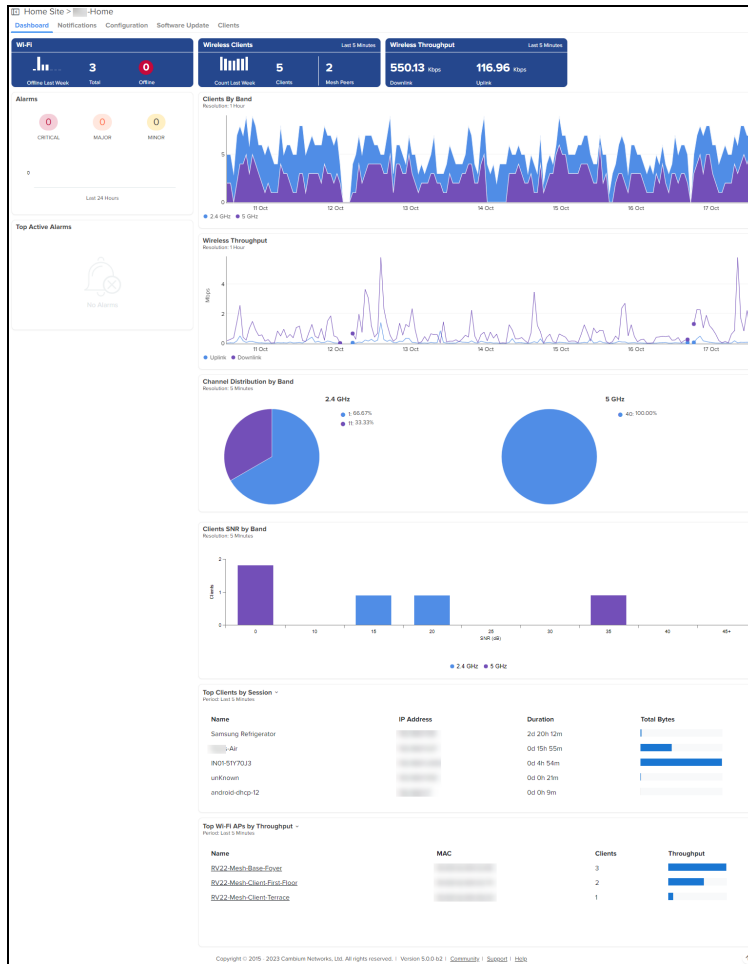 Home Site > -Home
Dashboard Notifications Configuration Software Update Clients
Wi-Fi
Offline Last Week
3
Total
0
Offline
Wireless Clients Last 5 Minutes
Count Last Week
5
Clients
2
Mesh Peers
Wireless Throughput Last 5 Minutes
550.13 Kbps
Downlink
116.96 Kbps
Uplink
Alarms
0 0 0
CRITICAL MAJOR MINOR
0
Last 24 Hours
Top Active Alarms
No Alarms
Clients By Band
Resolution: 1 Hour
5
0
11 Oct 12 Oct 13 Oct 14 Oct 15 Oct 16 Oct 17 Oct
2.4 GHz 5 GHz
Wireless Throughput
Resolution: 1 Hour
Mbps
4
2
0
11 Oct 12 Oct 13 Oct 14 Oct 15 Oct 16 Oct 17 Oct
Uplink Downlink
Channel Distribution by Band
Resolution: 5 Minutes
2.4 GHz
1: 66.67%
11: 33.33%
5 GHz
40: 100.00%
Clients SNR by Band
Resolution: 5 Minutes
Clients
2
1
0
0 10 15 20 25 30 35 40 45+
SNR (dB)
2.4 GHz 5 GHz
Top Clients by Session
Period: Last 5 Minutes
Name IP Address Duration Total Bytes
Samsung Refrigerator 2d 20h 12m
-Air 0d 15h 55m
IN01-51Y70J3 0d 4h 54m
unKnown 0d 0h 21m
android-dhcp-12 0d 0h 9m
Top Wi-Fi APs by Throughput
Period: Last 5 Minutes
Name MAC Clients Throughput
RV22-Mesh-Base-Foyer 3
RV22-Mesh-Client-First-Floor 2
RV22-Mesh-Client-Terrace 1
Copyright © 2015 - 2023 Cambium Networks, Ltd. All rights reserved. | Version 5.0.0-b2 | Community | Support | Help